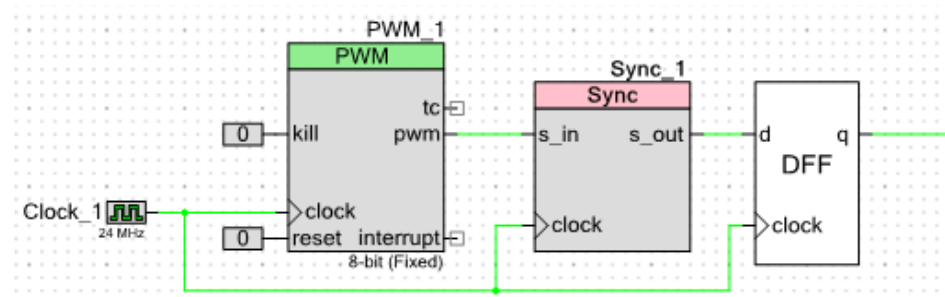 PWM_1
PWM
Sync_1
Sync
tc
0
kill
pwm
s_in
s_out
d
q
DFF
Clock_1
24 MHz
clock
clock
clock
0
reset
interrupt
8-bit (Fixed)